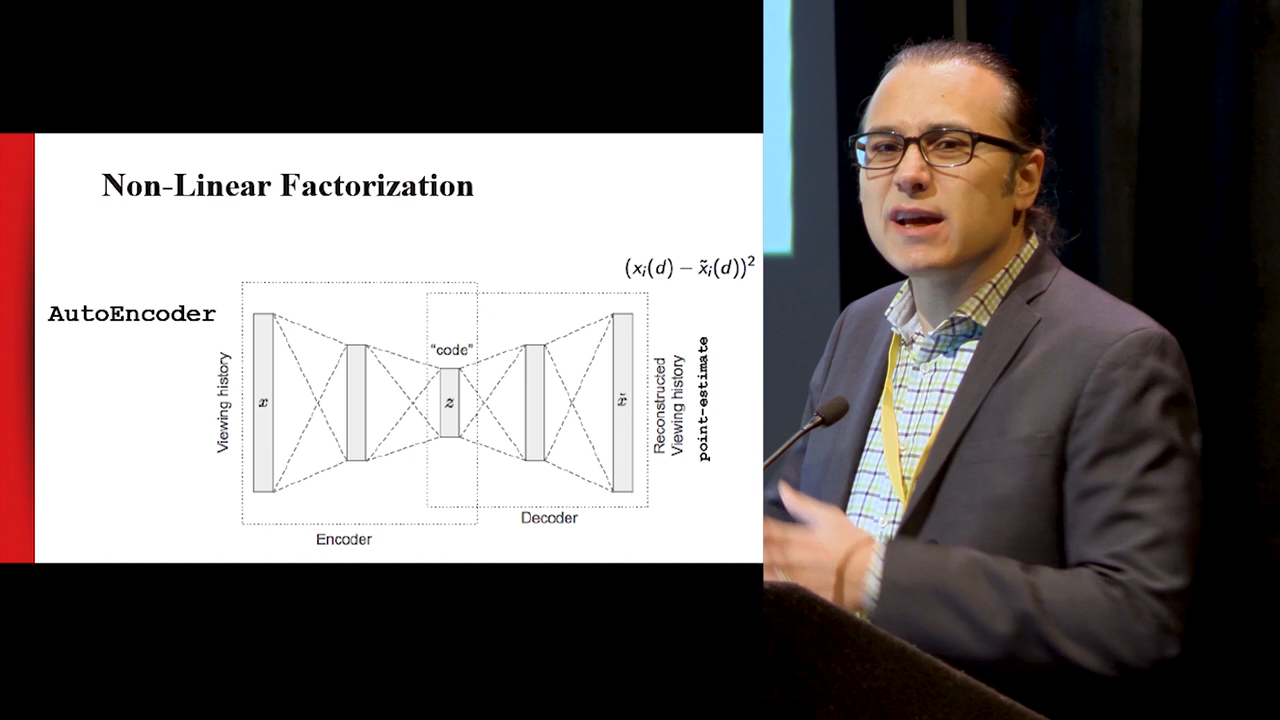 Non-Linear Factorization
(xᵢ(d) − x̃ᵢ(d))²
AutoEncoder
Viewing history
x
"code"
z
Reconstructed
Viewing history
point-estimate
Decoder
Encoder